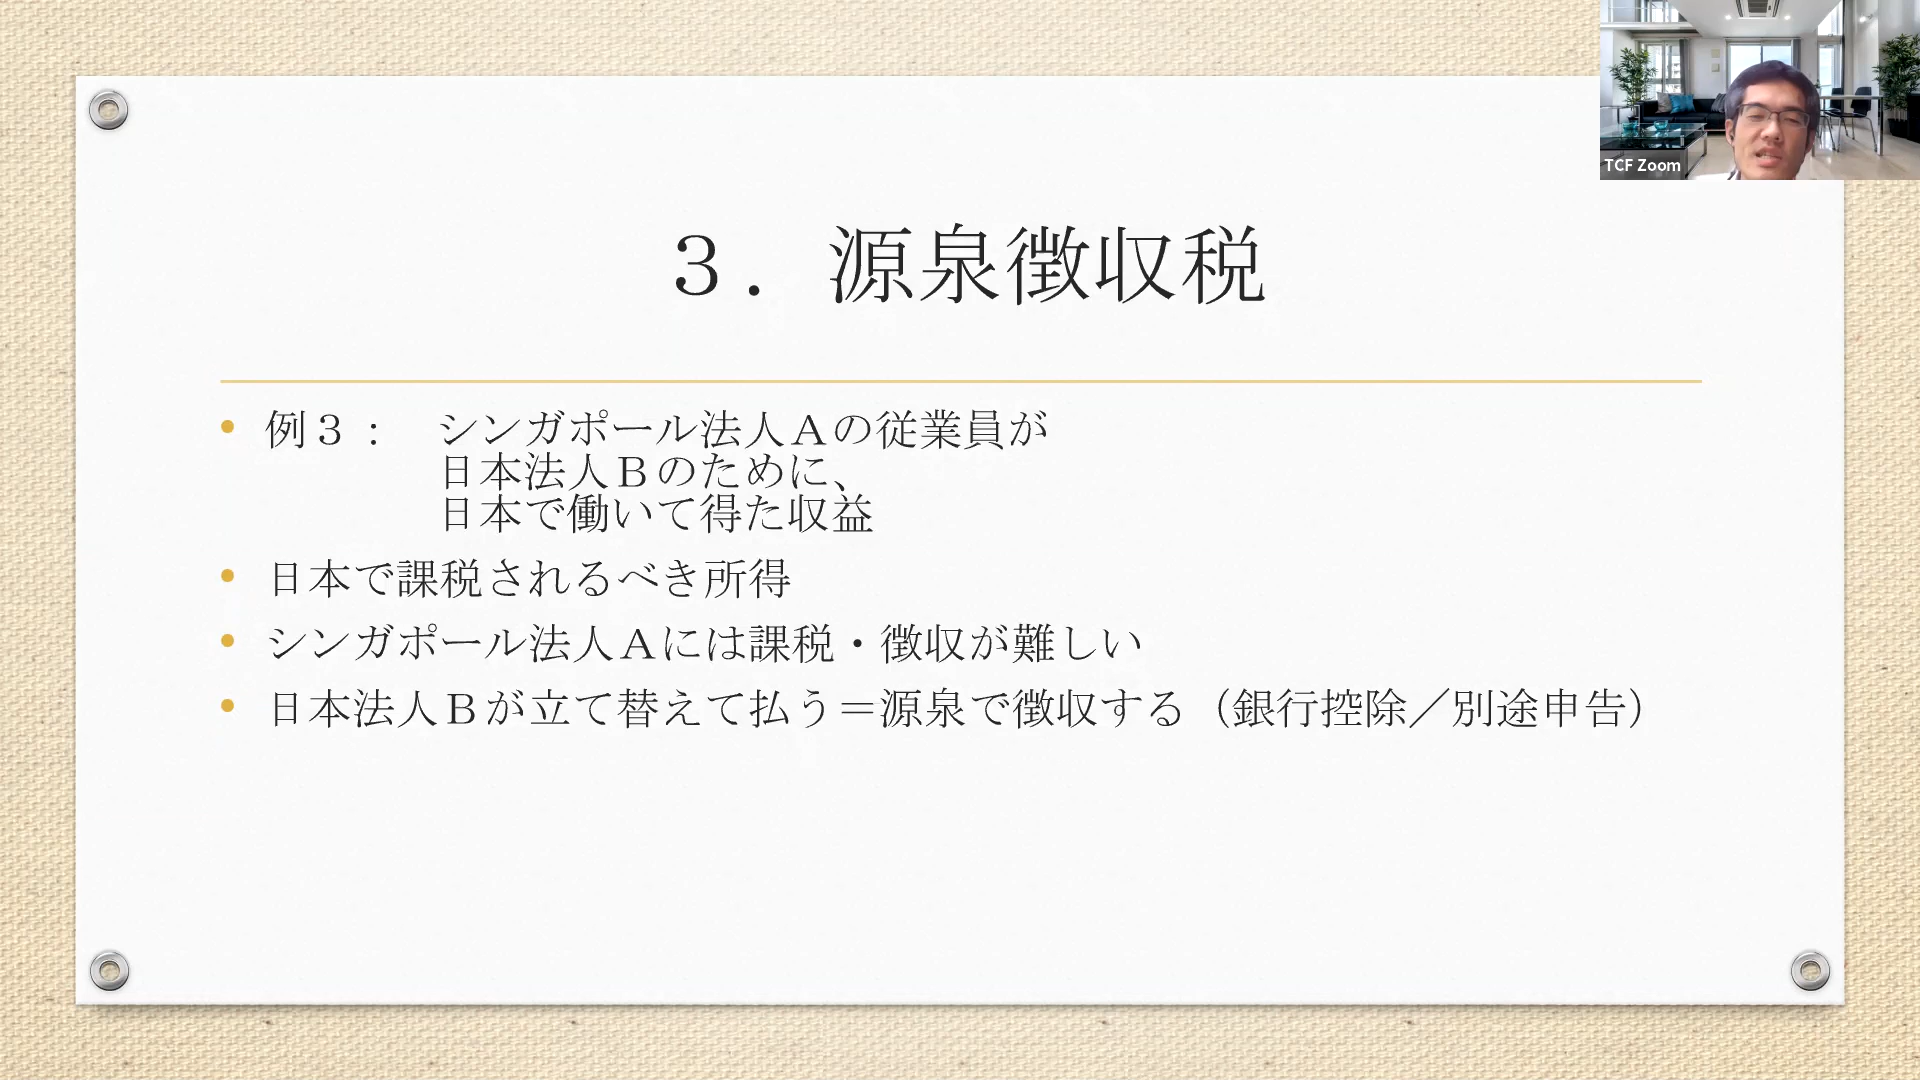 TCF Zoom
３．源泉徴収税
• 例３：　シンガポール法人Ａの従業員が
日本法人Ｂのために、
日本で働いて得た収益
• 日本で課税されるべき所得
• シンガポール法人Ａには課税・徴収が難しい
• 日本法人Ｂが立て替えて払う＝源泉で徴収する（銀行控除／別途申告）